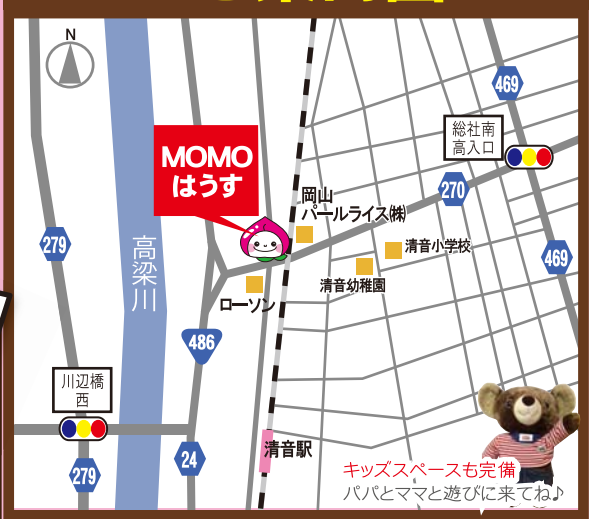 N
469
総社南
高入口
MOMO
はうす
岡山
パールライス㈱
270
279
高梁川
清音小学校
469
清音幼稚園
ローソン
486
川辺橋
西
279
24
清音駅
キッズスペースも完備
パパとママと遊びに来てね♪